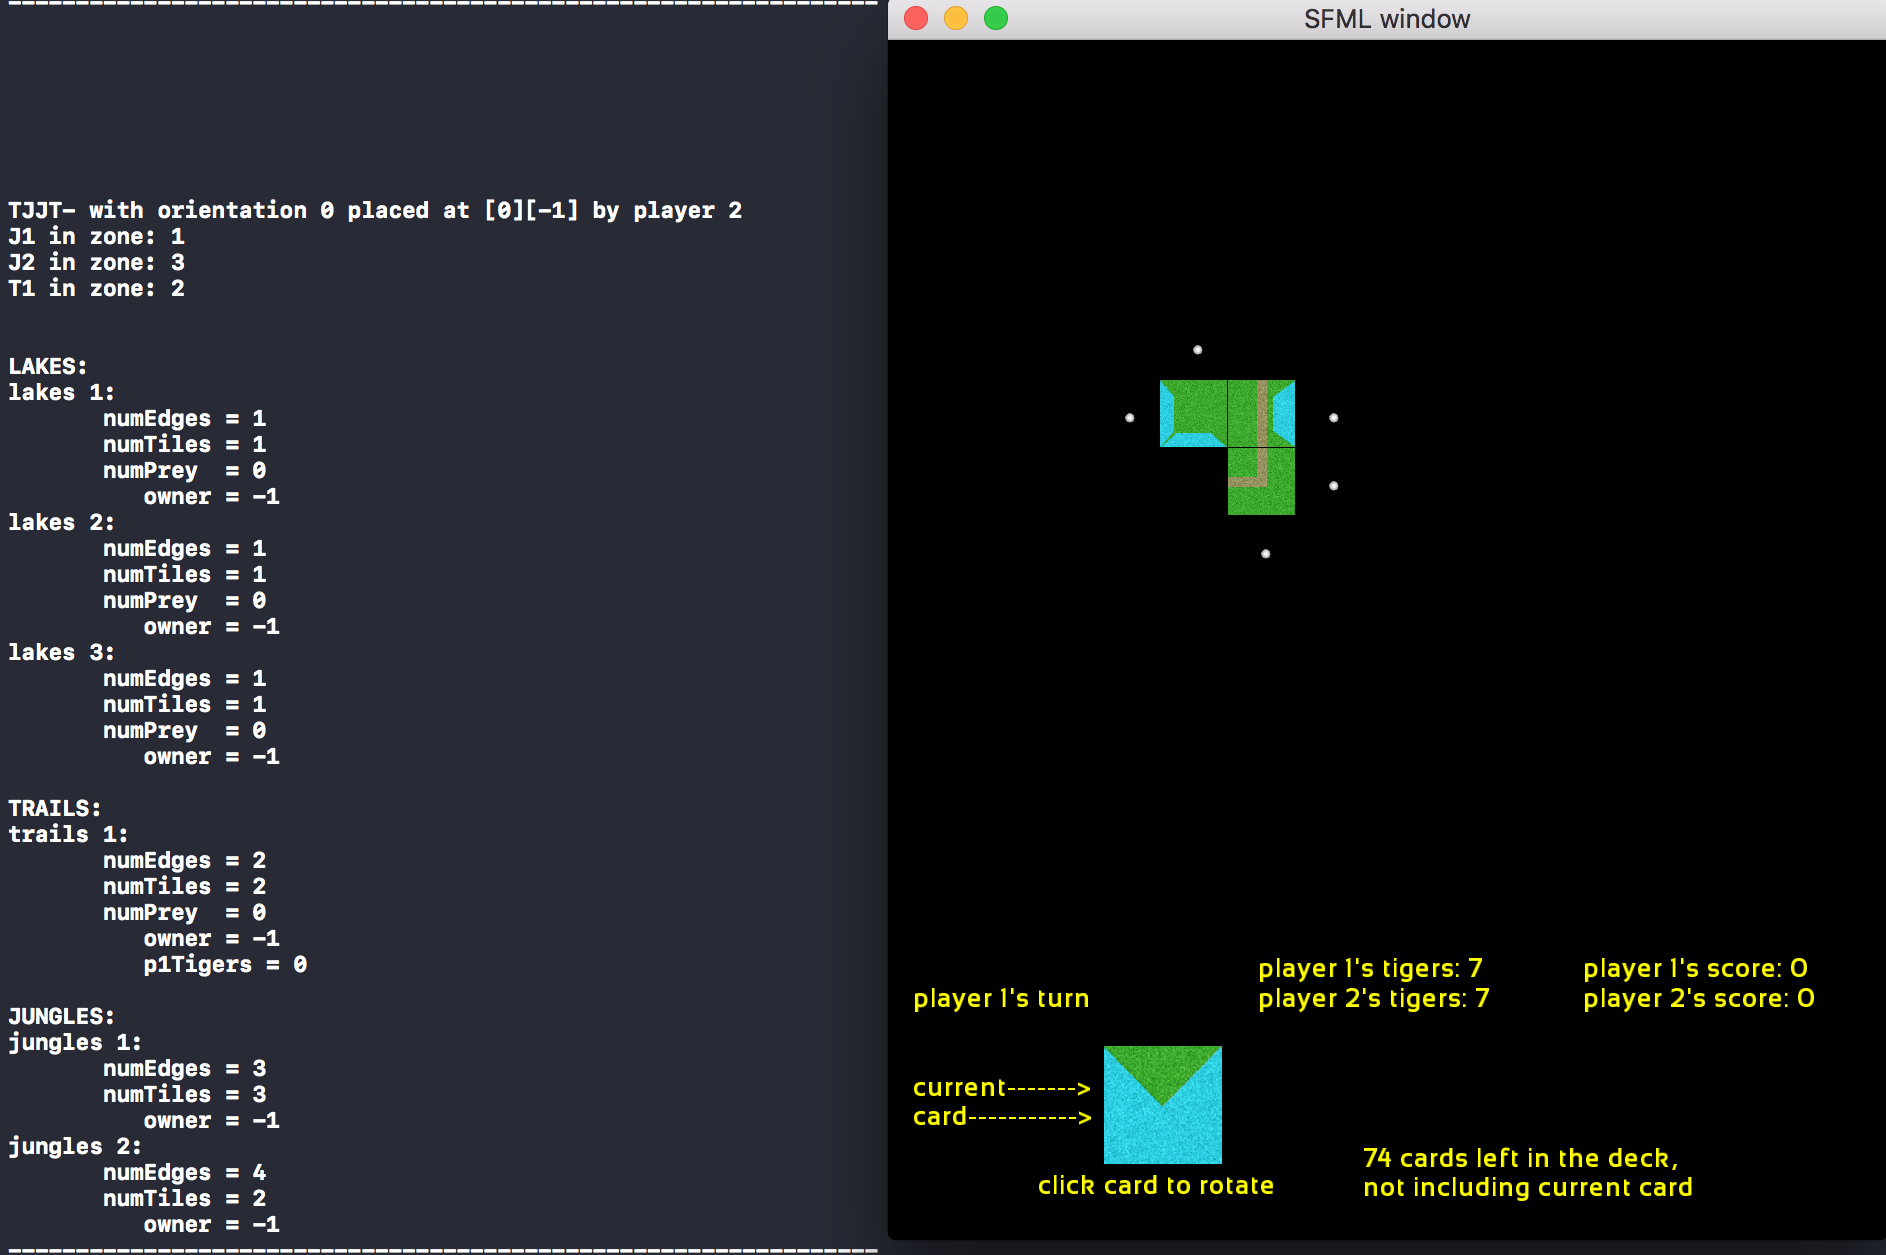 TJJT- with orientation 0 placed at [0][-1] by player 2
J1 in zone: 1
J2 in zone: 3
T1 in zone: 2
LAKES:
lakes 1:
numEdges = 1
numTiles = 1
numPrey = 0
owner = -1
lakes 2:
numEdges = 1
numTiles = 1
numPrey = 0
owner = -1
lakes 3:
numEdges = 1
numTiles = 1
numPrey = 0
owner = -1
TRAILS:
trails 1:
numEdges = 2
numTiles = 2
numPrey = 0
owner = -1
p1Tigers = 0
JUNGLES:
jungles 1:
numEdges = 3
numTiles = 3
owner = -1
jungles 2:
numEdges = 4
numTiles = 2
owner = -1
SFML window
player 1's turn
player 1's tigers: 7
player 2's tigers: 7
player 1's score: 0
player 2's score: 0
current------->
card----------->
click card to rotate
74 cards left in the deck,
not including current card